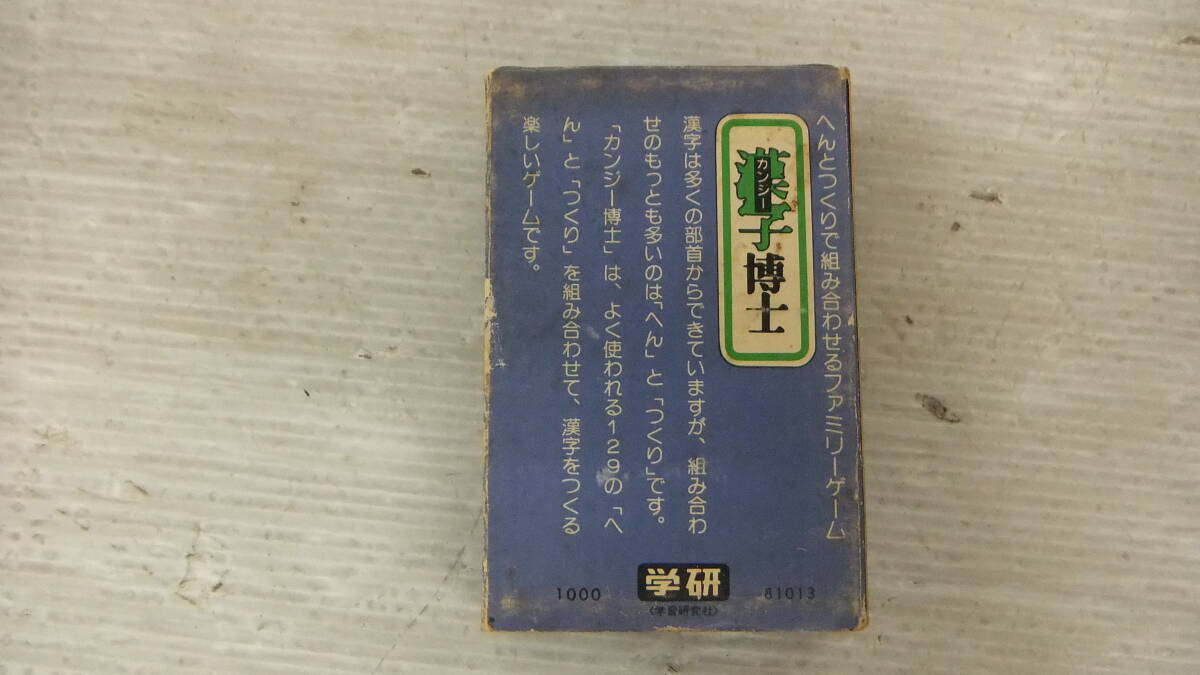 へんとつくりで組み合わせるファミリーゲーム
漢字博士
カンジー
漢字は多くの部首からできていますが、組み合わ
せのもっとも多いのは「へん」と「つくり」です。
「カンジー博士」は、よく使われる129の「へ
ん」と「つくり」を組み合わせて、漢字をつくる
楽しいゲームです。
1000
学研
81013
〈学習研究社〉